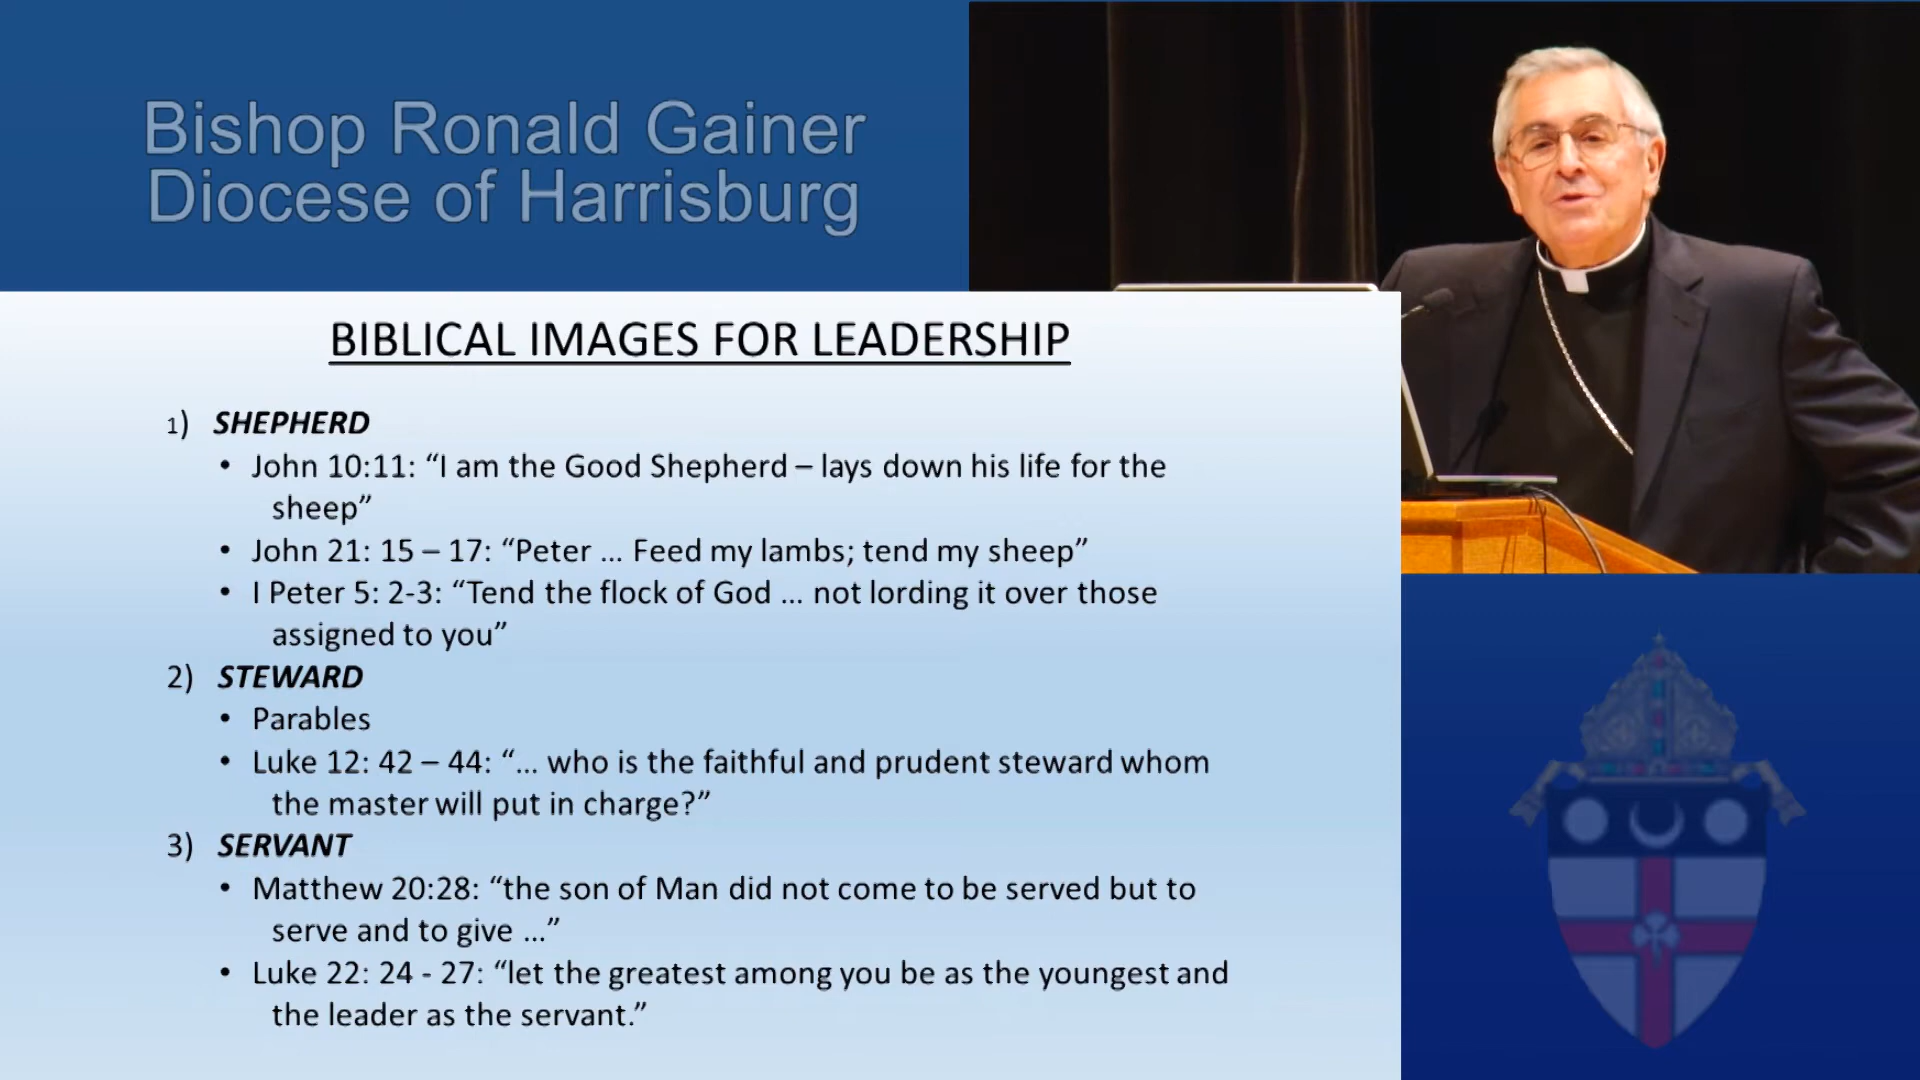 Bishop Ronald Gainer
Diocese of Harrisburg
BIBLICAL IMAGES FOR LEADERSHIP
1) SHEPHERD
• John 10:11: “I am the Good Shepherd – lays down his life for the
sheep”
• John 21: 15 – 17: “Peter ... Feed my lambs; tend my sheep”
• I Peter 5: 2-3: “Tend the flock of God ... not lording it over those
assigned to you”
2) STEWARD
• Parables
• Luke 12: 42 – 44: “... who is the faithful and prudent steward whom
the master will put in charge?”
3) SERVANT
• Matthew 20:28: “the son of Man did not come to be served but to
serve and to give ...”
• Luke 22: 24 - 27: “let the greatest among you be as the youngest and
the leader as the servant.”